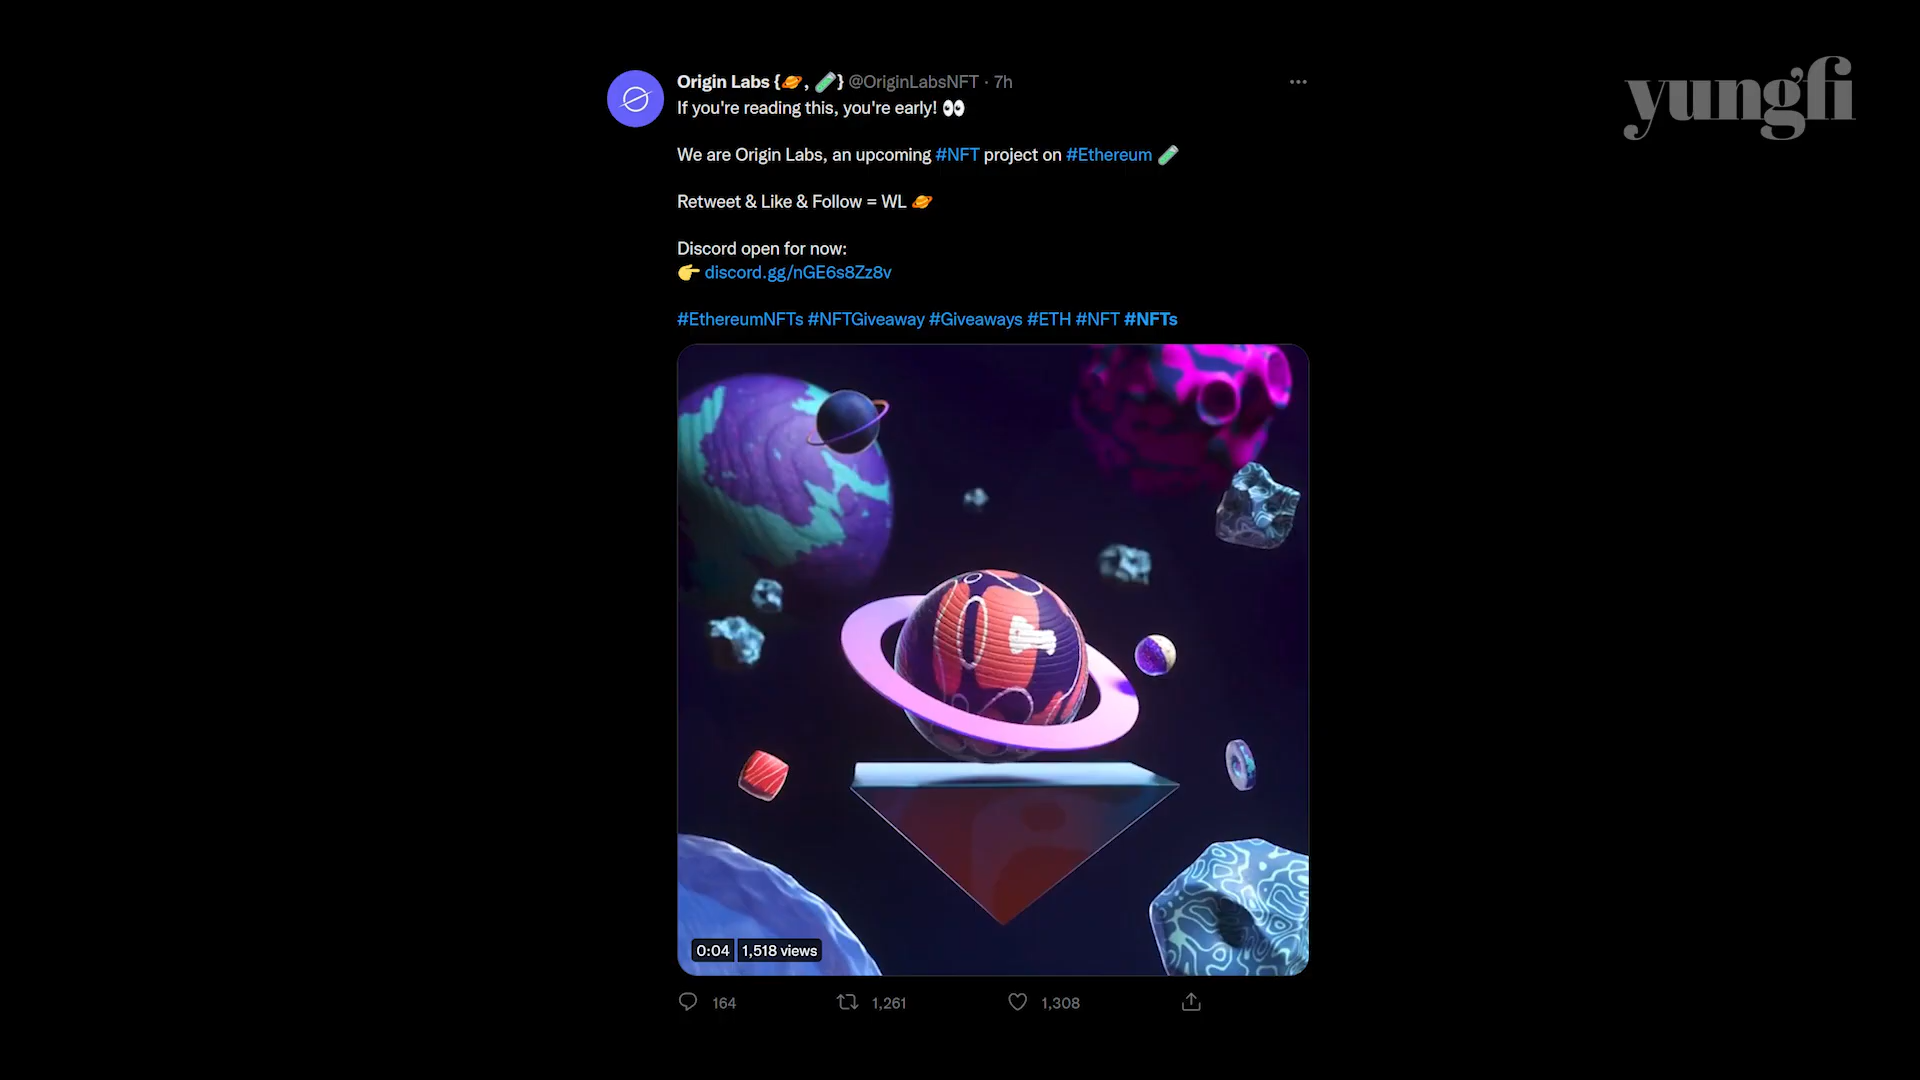 yungfi
Origin Labs {🪐, 🧪} @OriginLabsNFT · 7h
If you're reading this, you're early! 👀
We are Origin Labs, an upcoming #NFT project on #Ethereum 🧪
Retweet & Like & Follow = WL 🪐
Discord open for now:
👉 discord.gg/nGE6s8Zz8v
#EthereumNFTs #NFTGiveaway #Giveaways #ETH #NFT #NFTs
0:04 1,518 views
164 1,261 1,308